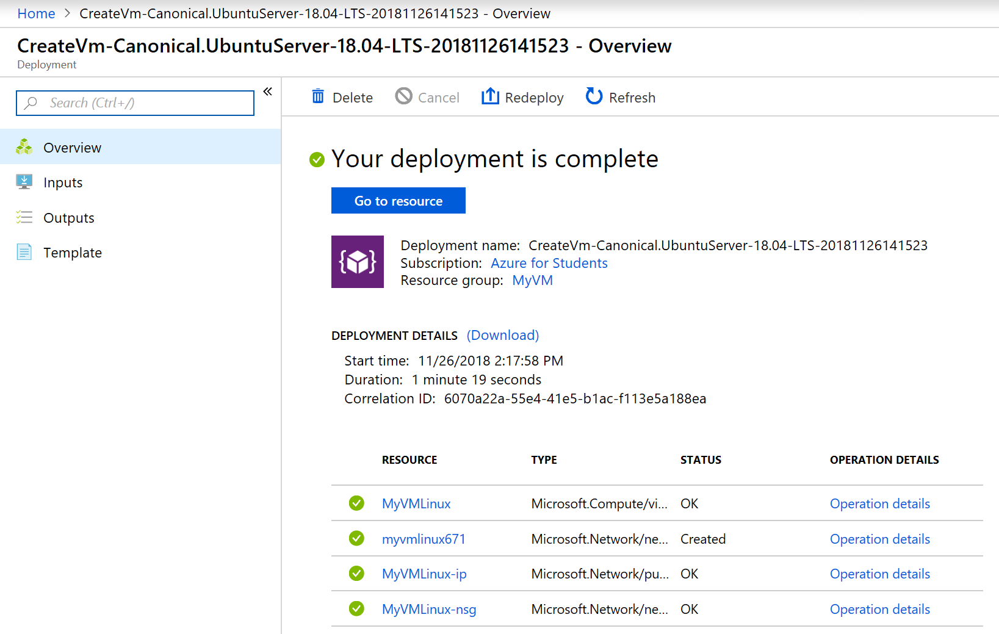 Home > CreateVm-Canonical.UbuntuServer-18.04-LTS-20181126141523 - Overview
CreateVm-Canonical.UbuntuServer-18.04-LTS-20181126141523 - Overview
Deployment
Search (Ctrl+/)
«
Overview
Inputs
Outputs
Template
Delete Cancel Redeploy Refresh
Your deployment is complete
Go to resource
Deployment name: CreateVm-Canonical.UbuntuServer-18.04-LTS-20181126141523
Subscription: Azure for Students
Resource group: MyVM
DEPLOYMENT DETAILS (Download)
Start time: 11/26/2018 2:17:58 PM
Duration: 1 minute 19 seconds
Correlation ID: 6070a22a-55e4-41e5-b1ac-f113e5a188ea
RESOURCE TYPE STATUS OPERATION DETAILS
MyVMLinux Microsoft.Compute/vi... OK Operation details
myvmlinux671 Microsoft.Network/ne... Created Operation details
MyVMLinux-ip Microsoft.Network/pu... OK Operation details
MyVMLinux-nsg Microsoft.Network/ne... OK Operation details